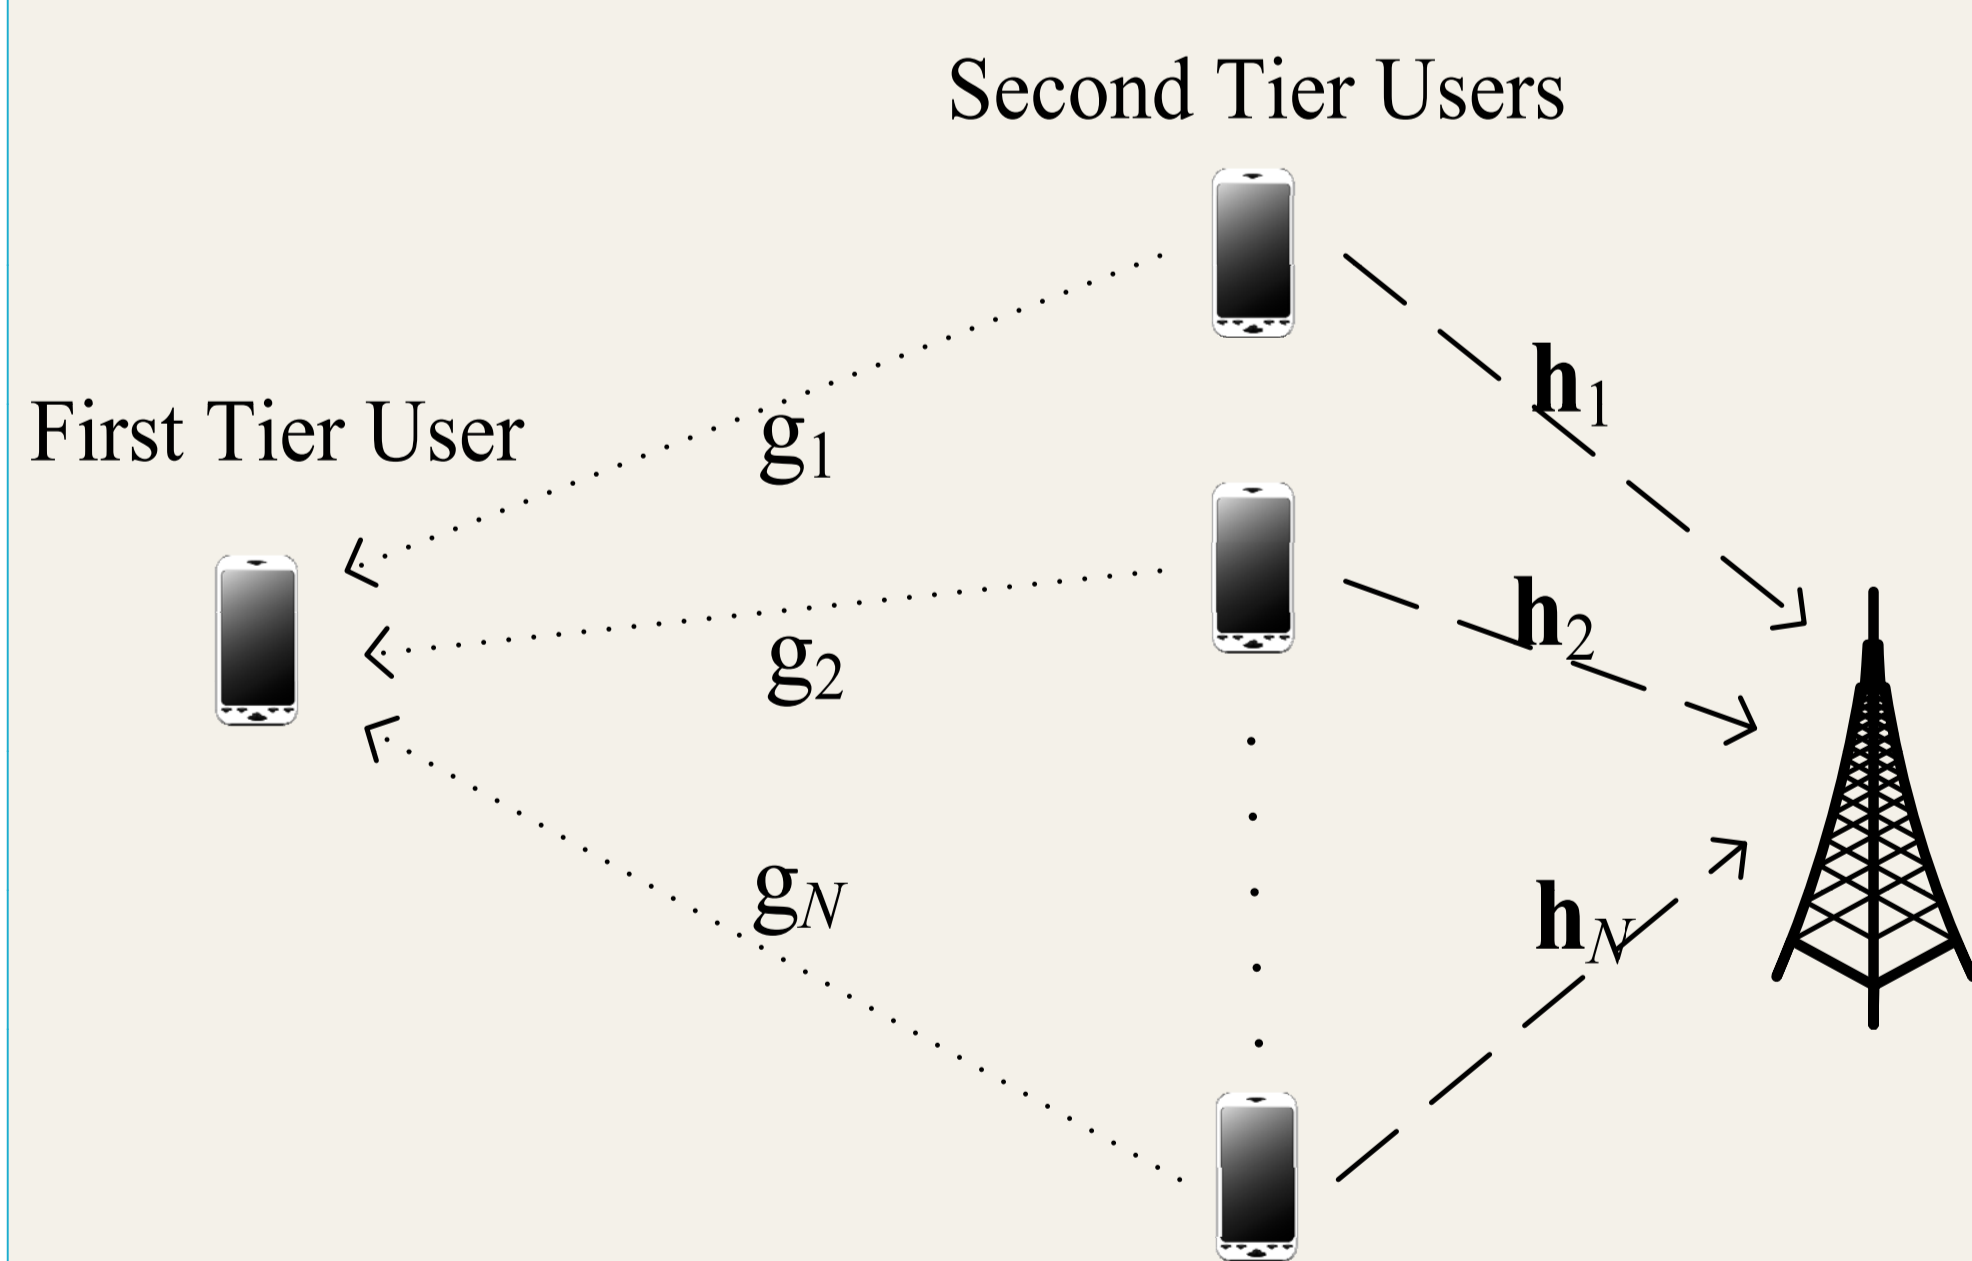 Second Tier Users
h1
First Tier User
g1
h2
g2
gN
hN